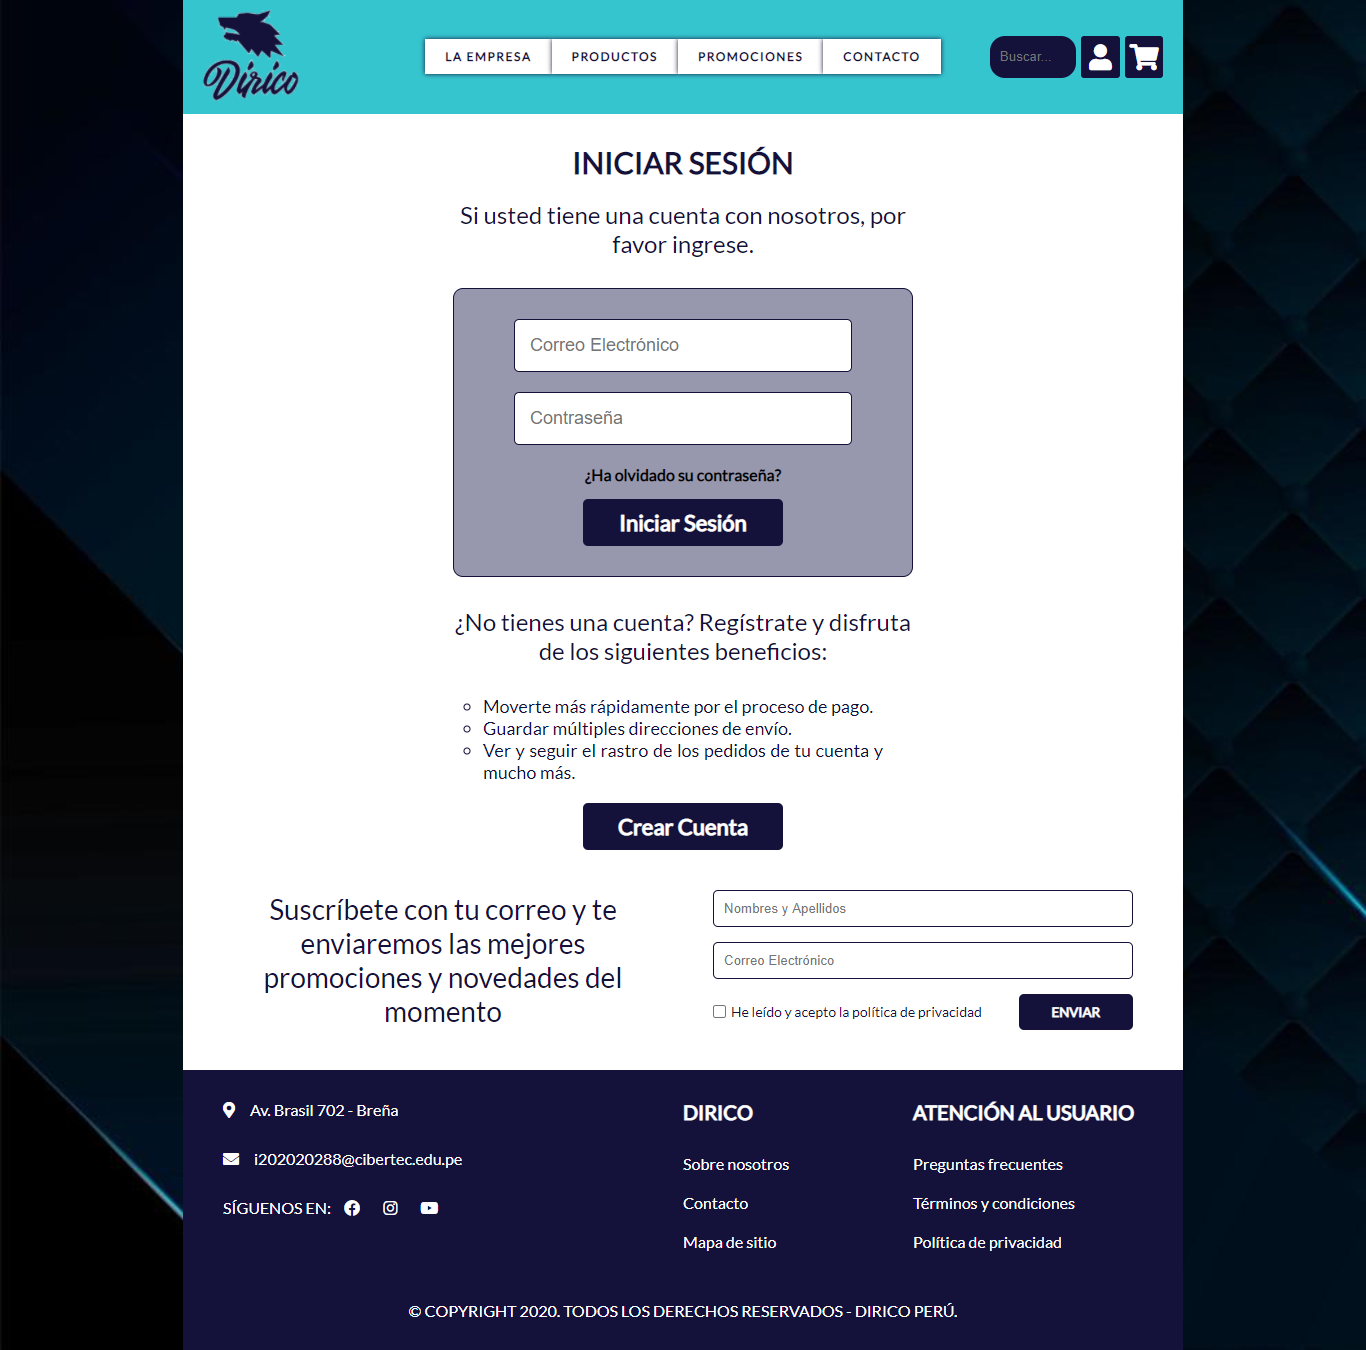 Dirico
LA EMPRESA
PRODUCTOS
PROMOCIONES
CONTACTO
Buscar...
INICIAR SESIÓN
Si usted tiene una cuenta con nosotros, por
favor ingrese.
Correo Electrónico
Contraseña
¿Ha olvidado su contraseña?
Iniciar Sesión
¿No tienes una cuenta? Regístrate y disfruta
de los siguientes beneficios:
Moverte más rápidamente por el proceso de pago.
Guardar múltiples direcciones de envío.
Ver y seguir el rastro de los pedidos de tu cuenta y
mucho más.
Crear Cuenta
Suscríbete con tu correo y te
enviaremos las mejores
promociones y novedades del
momento
Nombres y Apellidos
Correo Electrónico
He leído y acepto la política de privacidad
ENVIAR
Av. Brasil 702 - Breña
i202020288@cibertec.edu.pe
SÍGUENOS EN:
DIRICO
Sobre nosotros
Contacto
Mapa de sitio
ATENCIÓN AL USUARIO
Preguntas frecuentes
Términos y condiciones
Política de privacidad
© COPYRIGHT 2020. TODOS LOS DERECHOS RESERVADOS - DIRICO PERÚ.